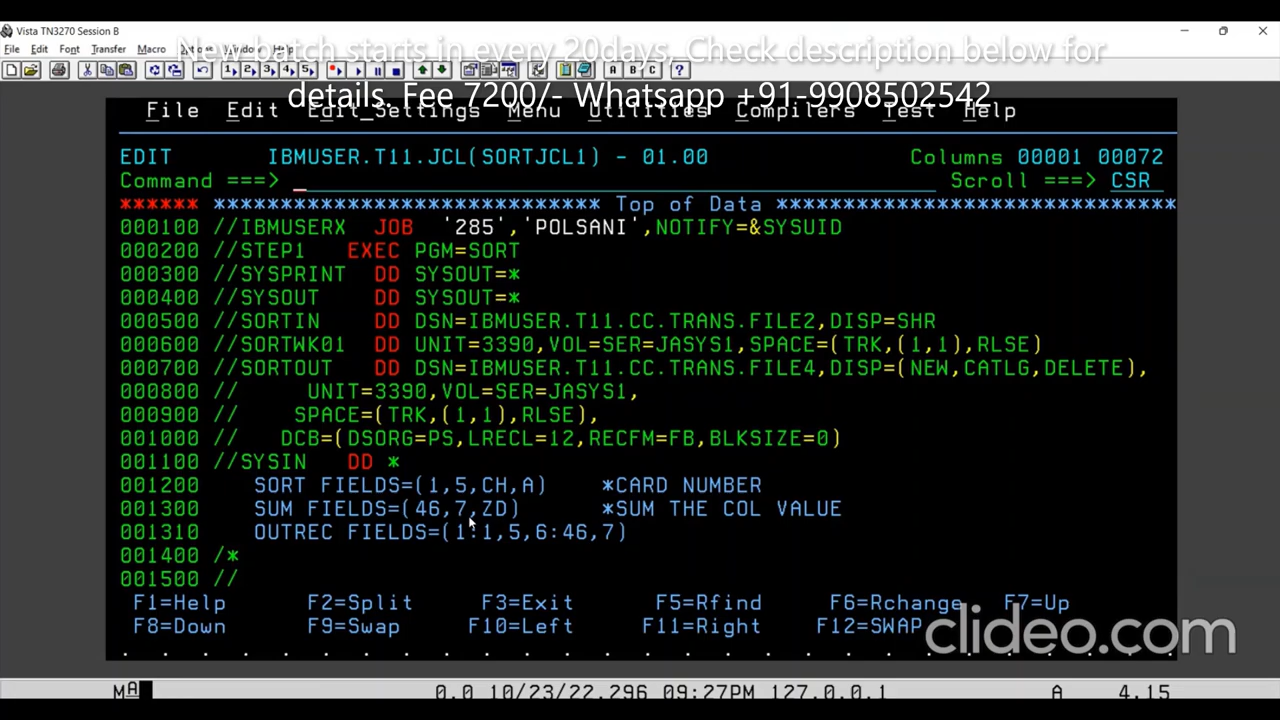 Vista TN3270 Session B
File Edit Font Transfer Macro Options Window Help
New batch starts in every 20days. Check description below for
details. Fee 7200/- Whatsapp +91-9908502542
File Edit Edit_Settings Menu Utilities Compilers Test Help
EDIT IBMUSER.T11.JCL(SORTJCL1) - 01.00 Columns 00001 00072
Command ===> _ Scroll ===> CSR
****** ***************************** Top of Data ******************************
000100 //IBMUSERX JOB '285','POLSANI',NOTIFY=&SYSUID
000200 //STEP1 EXEC PGM=SORT
000300 //SYSPRINT DD SYSOUT=*
000400 //SYSOUT DD SYSOUT=*
000500 //SORTIN DD DSN=IBMUSER.T11.CC.TRANS.FILE2,DISP=SHR
000600 //SORTWK01 DD UNIT=3390,VOL=SER=JASYS1,SPACE=(TRK,(1,1),RLSE)
000700 //SORTOUT DD DSN=IBMUSER.T11.CC.TRANS.FILE4,DISP=(NEW,CATLG,DELETE),
000800 // UNIT=3390,VOL=SER=JASYS1,
000900 // SPACE=(TRK,(1,1),RLSE),
001000 // DCB=(DSORG=PS,LRECL=12,RECFM=FB,BLKSIZE=0)
001100 //SYSIN DD *
001200 SORT FIELDS=(1,5,CH,A) *CARD NUMBER
001300 SUM FIELDS=(46,7,ZD) *SUM THE COL VALUE
001310 OUTREC FIELDS=(1:1,5,6:46,7)
001400 /*
001500 //
F1=Help F2=Split F3=Exit F5=Rfind F6=Rchange F7=Up
F8=Down F9=Swap F10=Left F11=Right F12=SWAP
clideo.com
MA 0.0 10/23/22.296 09:27PM 127.0.0.1 A 4.15